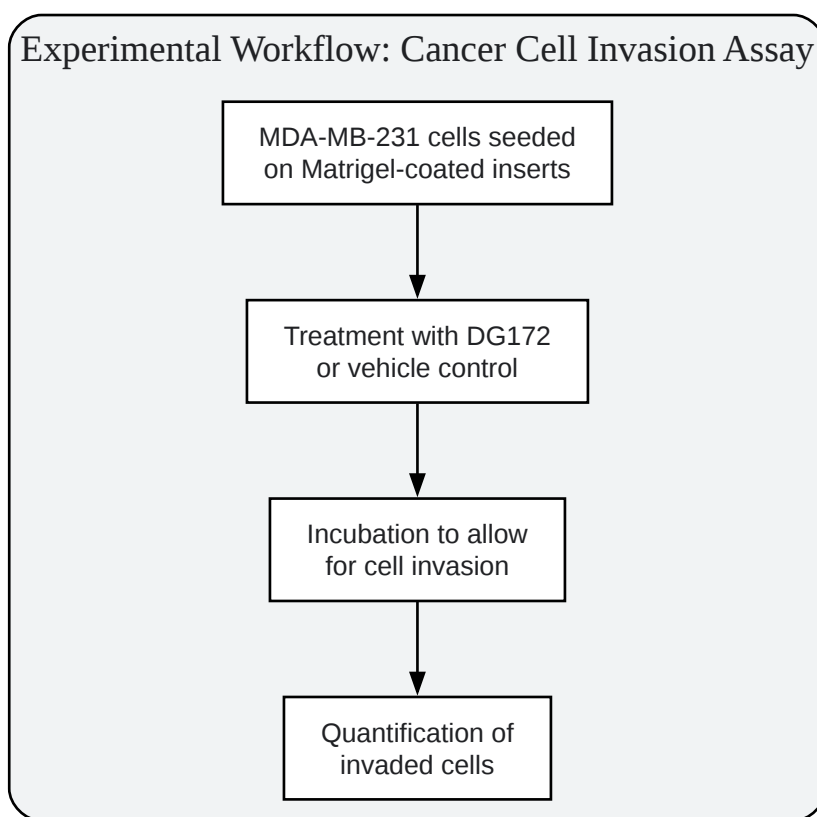 Experimental Workflow: Cancer Cell Invasion Assay
MDA-MB-231 cells seeded
on Matrigel-coated inserts
Treatment with DG172
or vehicle control
Incubation to allow
for cell invasion
Quantification of
invaded cells